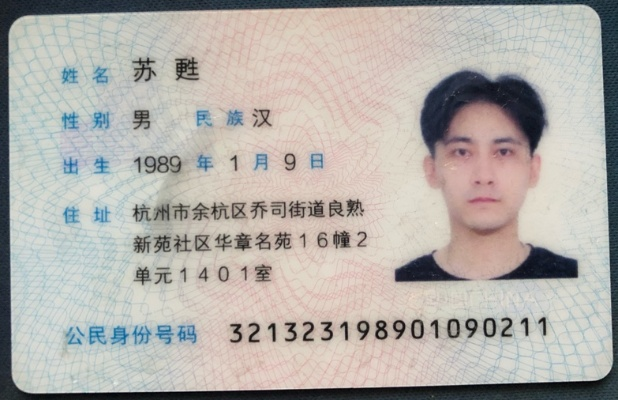 姓名 苏甦
性别 男 民族 汉
出生 1989 年 1 月 9 日
住址 杭州市余杭区乔司街道良熟
新苑社区华章名苑16幢2
单元1401室
公民身份号码 321323198901090211